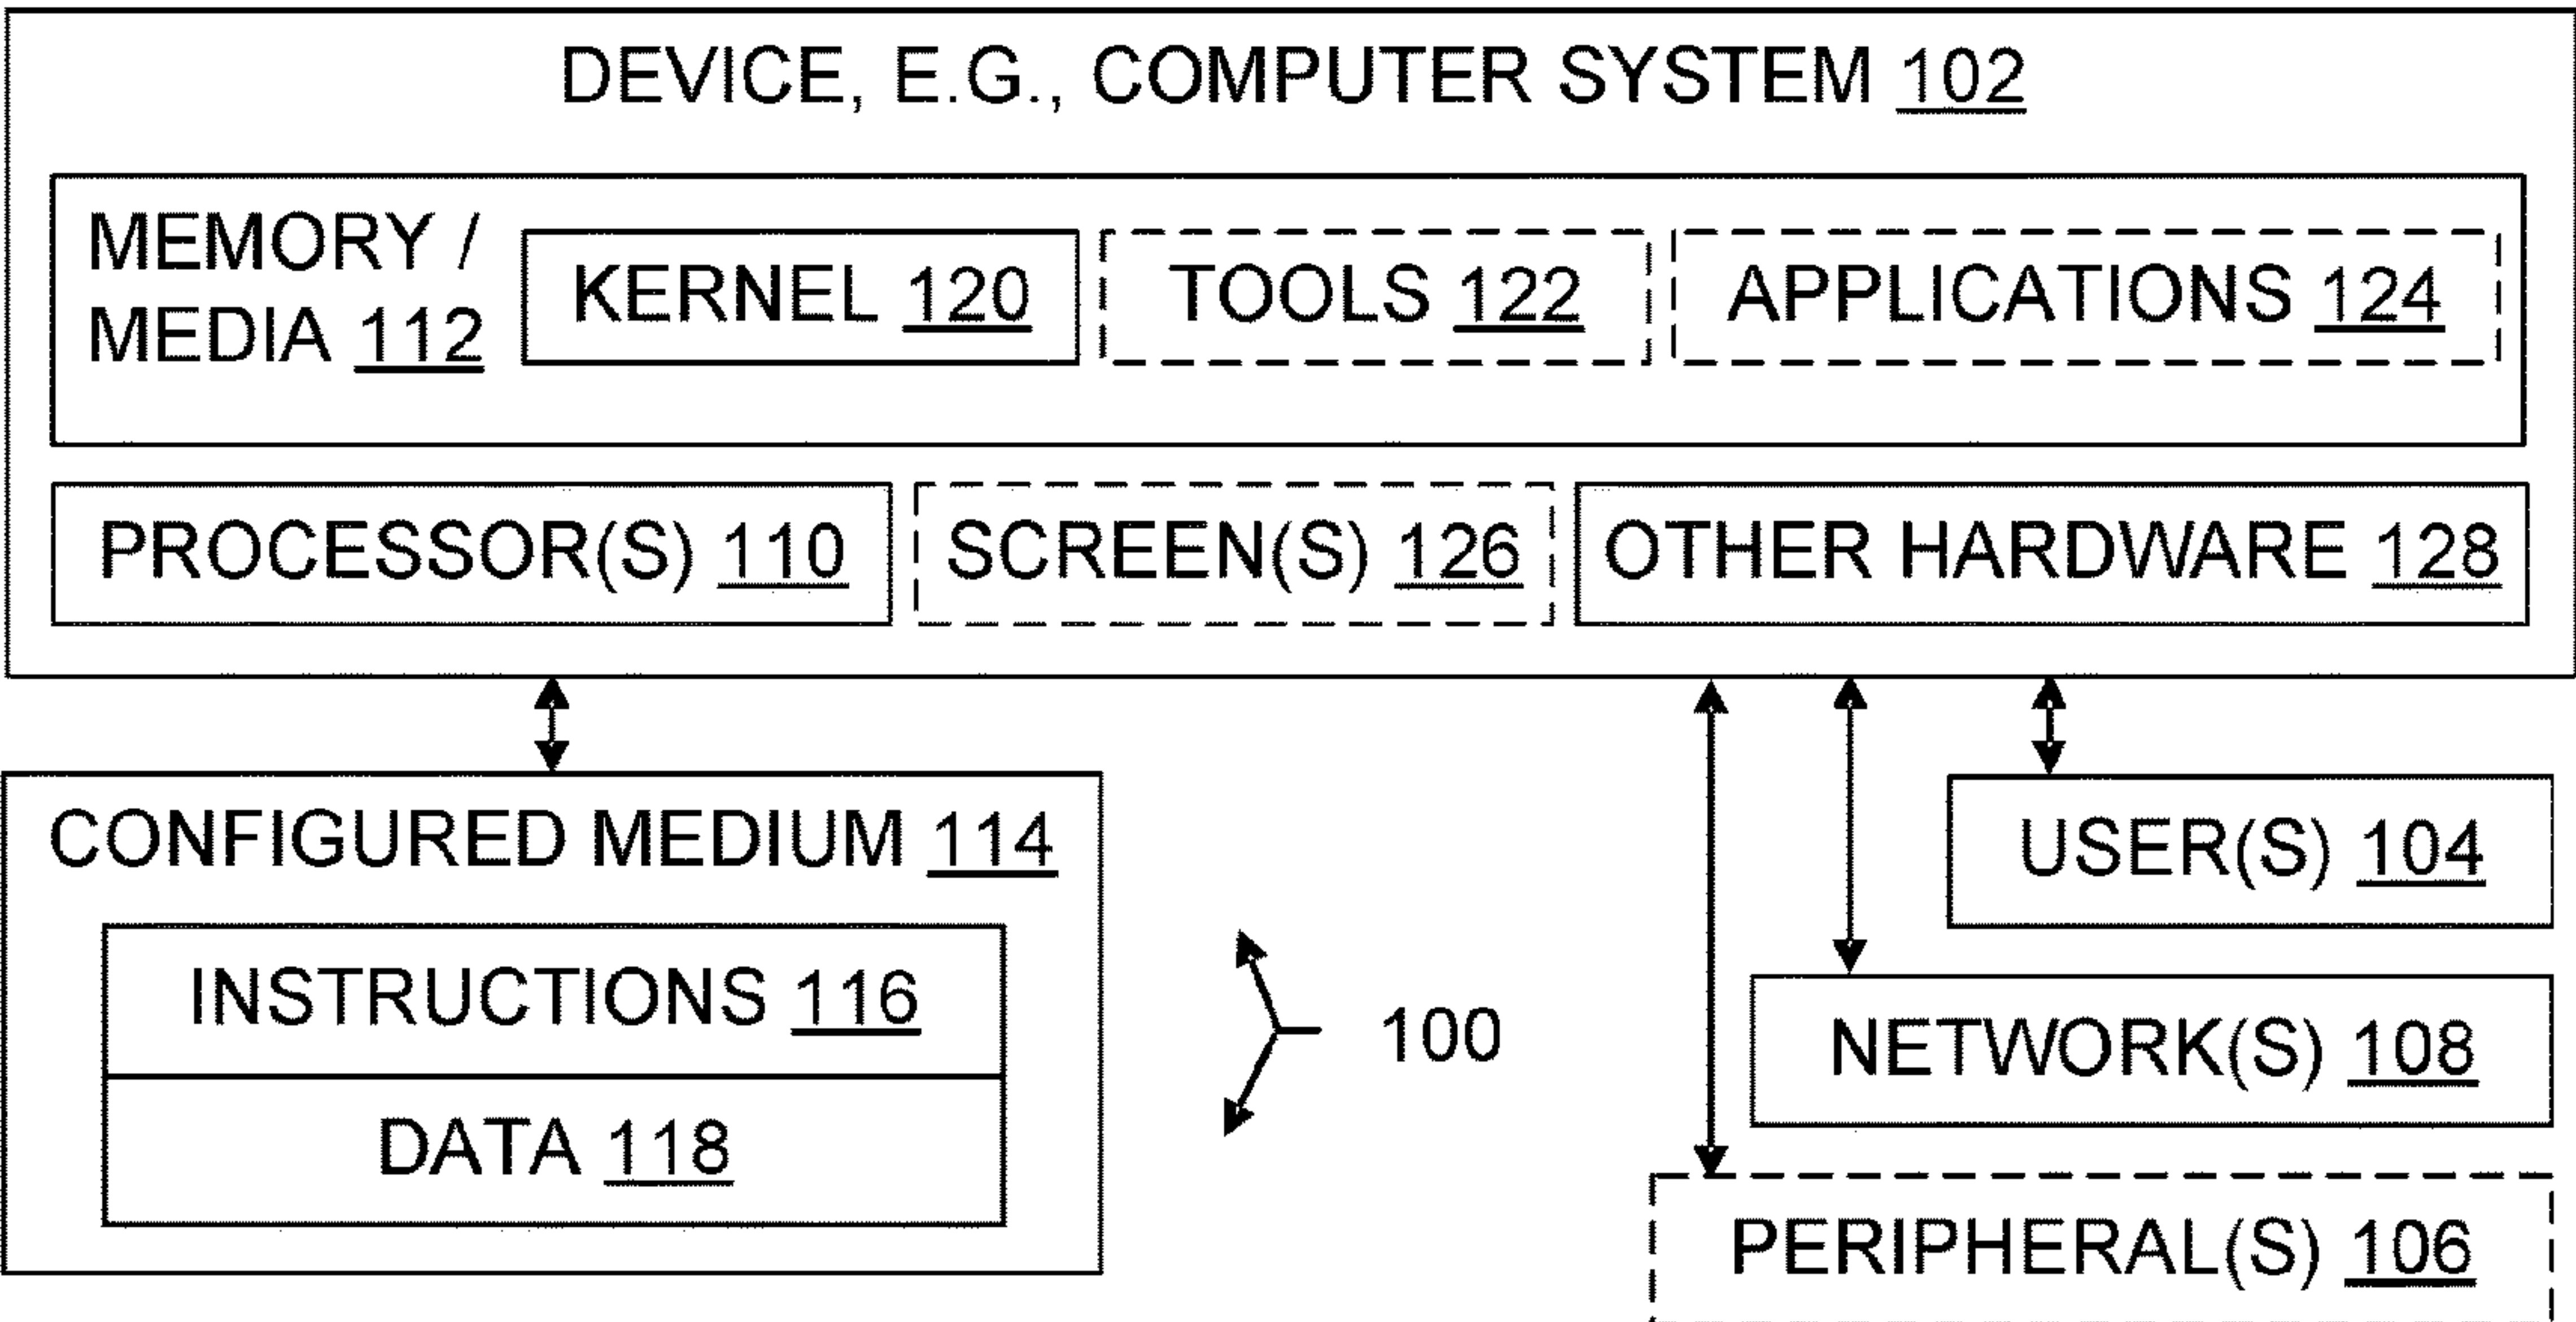 DEVICE, E.G., COMPUTER SYSTEM 102
MEMORY /
MEDIA 112
KERNEL 120
TOOLS 122
APPLICATIONS 124
PROCESSOR(S) 110
SCREEN(S) 126
OTHER HARDWARE 128
CONFIGURED MEDIUM 114
INSTRUCTIONS 116
DATA 118
100
USER(S) 104
NETWORK(S) 108
PERIPHERAL(S) 106